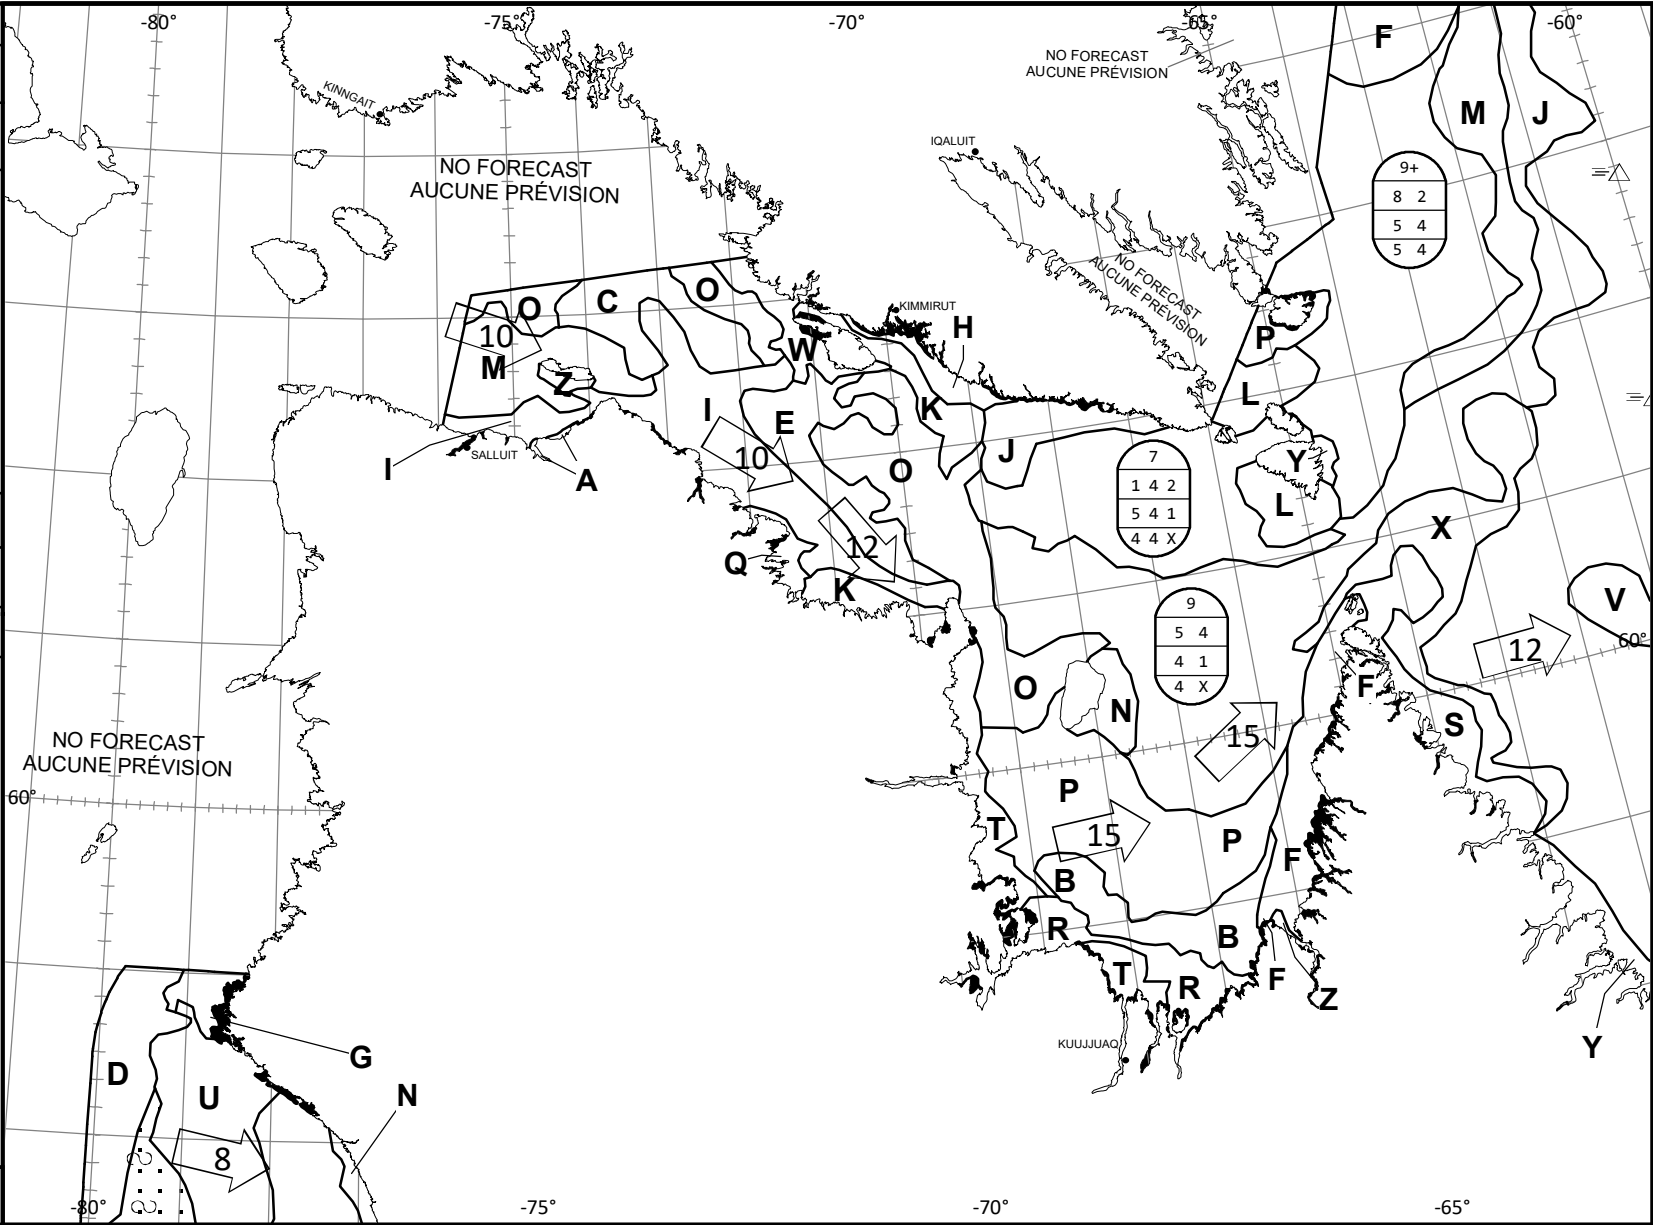 -80°
-75°
-70°
-65°
-60°
F
NO FORECAST
AUCUNE PRÉVISION
KINNGAIT
M
J
IQALUIT
NO FORECAST
AUCUNE PRÉVISION
9+
8 2
5 4
5 4
NO FORECAST
AUCUNE PRÉVISION
O
C
O
KIMMIRUT
H
10
W
P
M
Z
L
K
I
E
J
I
SALLUIT
A
10
O
7
1 4 2
5 4 1
4 4 X
Y
L
X
12
Q
K
9
5 4
4 1
4 X
V
60°
12
O
N
F
S
15
NO FORECAST
AUCUNE PRÉVISION
60°
P
T
15
P
F
B
R
B
T
R
F
Z
KUUJJUAQ
Y
G
D
U
N
8
-80°
-75°
-70°
-65°